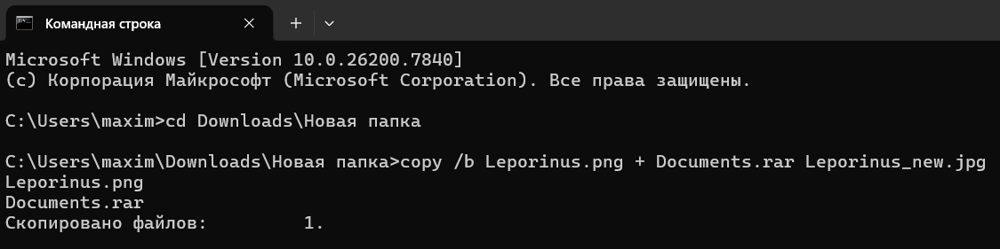 Командная строка
Microsoft Windows [Version 10.0.26200.7840]
(c) Корпорация Майкрософт (Microsoft Corporation). Все права защищены.
C:\Users\maxim>cd Downloads\Новая папка
C:\Users\maxim\Downloads\Новая папка>copy /b Leporinus.png + Documents.rar Leporinus_new.jpg
Leporinus.png
Documents.rar
Скопировано файлов:         1.